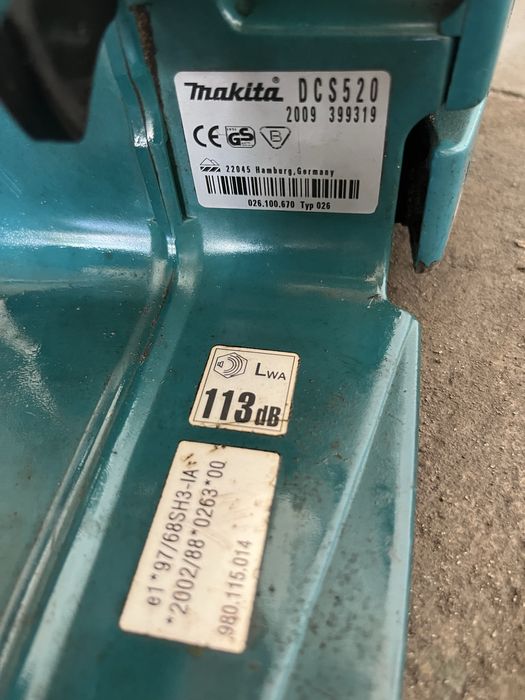 makita DCS520
2009 399319
CE GS B
22045 Hamburg,Germany
026.100.670 Typ 026
LWA
113dB
e1*97/68SH3-IA
*2002/88*0263*00
980.115.014